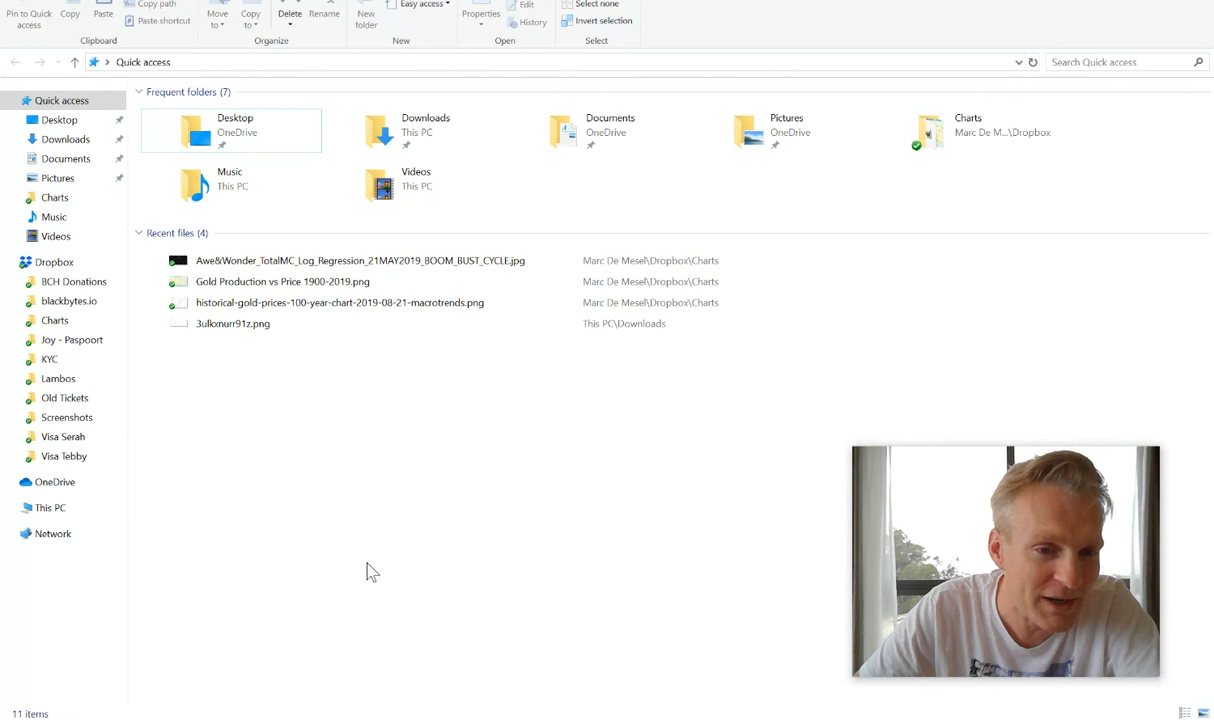 Copy path
Easy access
Edit
Select none
Pin to Quick access
Copy
Paste
Paste shortcut
Move to
Copy to
Delete
Rename
New folder
Properties
History
Invert selection
Clipboard
Organize
New
Open
Select
Quick access
Search Quick access
Quick access
Desktop
Downloads
Documents
Pictures
Charts
Music
Videos
Dropbox
BCH Donations
blackbytes.io
Charts
Joy - Paspoort
KYC
Lambos
Old Tickets
Screenshots
Visa Serah
Visa Tebby
OneDrive
This PC
Network
Frequent folders (7)
Desktop
OneDrive
Downloads
This PC
Documents
OneDrive
Pictures
OneDrive
Charts
Marc De M...\Dropbox
Music
This PC
Videos
This PC
Recent files (4)
Awe&Wonder_TotalMC_Log_Regression_21MAY2019_BOOM_BUST_CYCLE.jpg Marc De Mesel\Dropbox\Charts
Gold Production vs Price 1900-2019.png Marc De Mesel\Dropbox\Charts
historical-gold-prices-100-year-chart-2019-08-21-macrotrends.png Marc De Mesel\Dropbox\Charts
3ulkxnurr91z.png This PC\Downloads
11 items